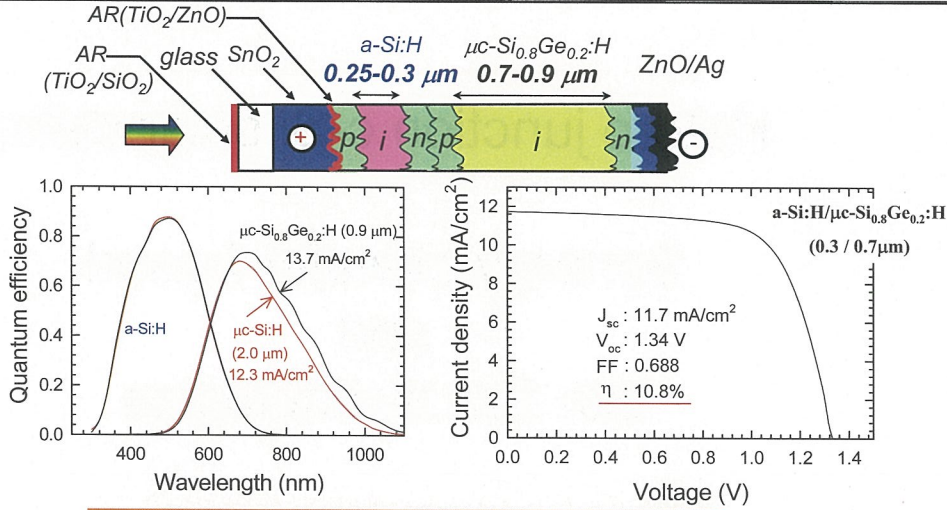 AR(TiO₂/ZnO)
AR
(TiO₂/SiO₂)
glass
SnO₂
a-Si:H
0.25-0.3 μm
μc-Si₀.₈Ge₀.₂:H
0.7-0.9 μm
ZnO/Ag
+
p
i
n
p
i
n
-
Quantum efficiency
1.0
0.8
0.6
0.4
0.2
0.0
μc-Si₀.₈Ge₀.₂:H (0.9 μm)
13.7 mA/cm²
a-Si:H
μc-Si:H
(2.0 μm)
12.3 mA/cm²
400 600 800 1000
Wavelength (nm)
Current density (mA/cm²)
12
10
8
6
4
2
0
a-Si:H/μc-Si₀.₈Ge₀.₂:H
(0.3 / 0.7μm)
Jsc : 11.7 mA/cm²
Voc : 1.34 V
FF : 0.688
η : 10.8%
0.0 0.2 0.4 0.6 0.8 1.0 1.2 1.4
Voltage (V)